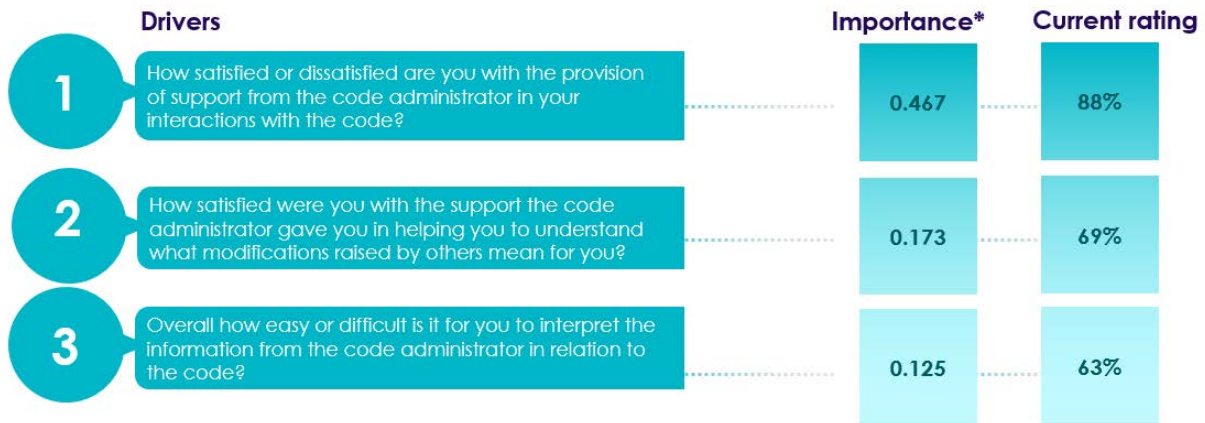 Drivers
Importance*
Current rating
1
How satisfied or dissatisfied are you with the provision
of support from the code administrator in your
interactions with the code?
0.467
88%
2
How satisfied were you with the support the code
administrator gave you in helping you to understand
what modifications raised by others mean for you?
0.173
69%
3
Overall how easy or difficult is it for you to interpret the
information from the code administrator in relation to
the code?
0.125
63%